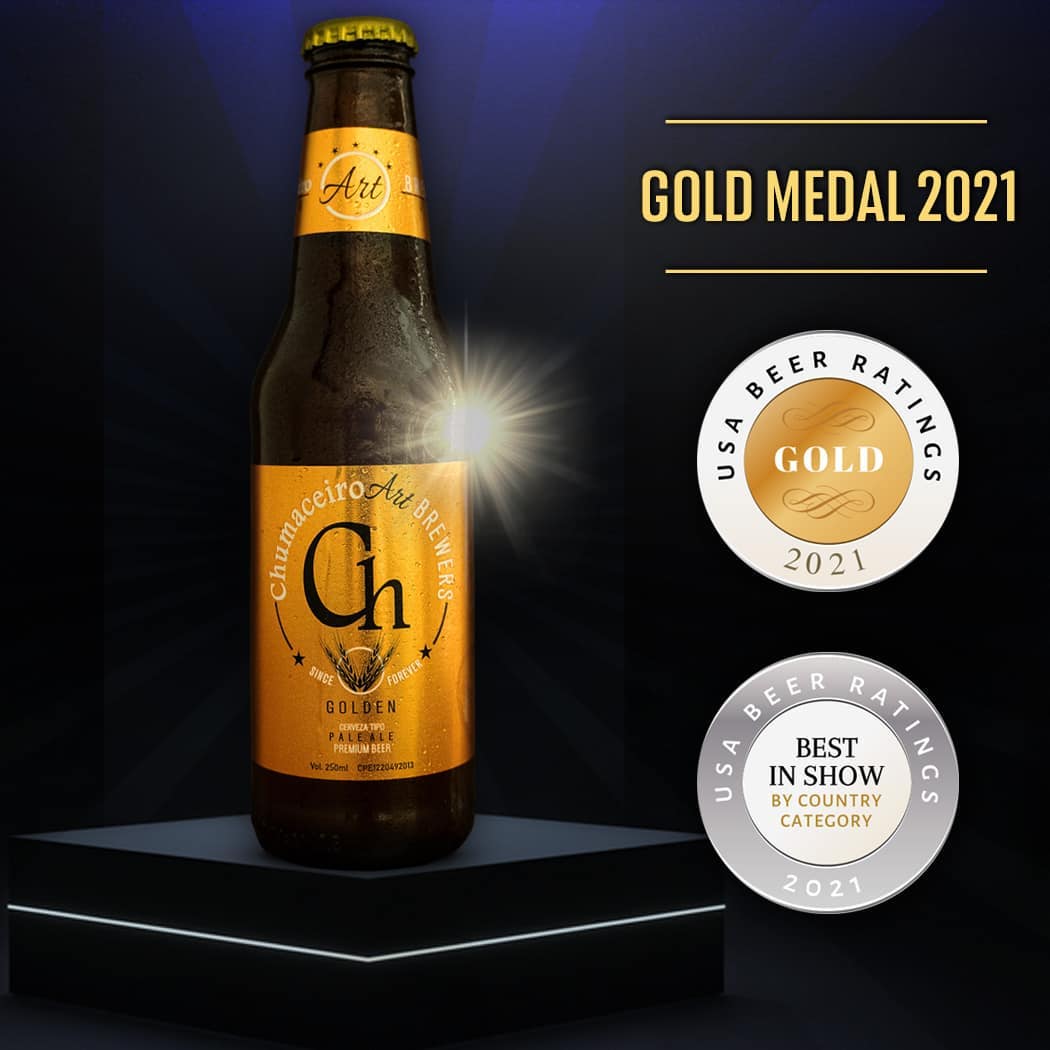 Art
GOLD MEDAL 2021
USA BEER RATINGS
GOLD
2021
Chumaceiro Art BREWERS
Ch
SINCE FOREVER
GOLDEN
CERVEZA TIPO
PALE ALE
PREMIUM BEER
Vol. 250ml CPE1220492013
USA BEER RATINGS
BEST
IN SHOW
BY COUNTRY
CATEGORY
2021